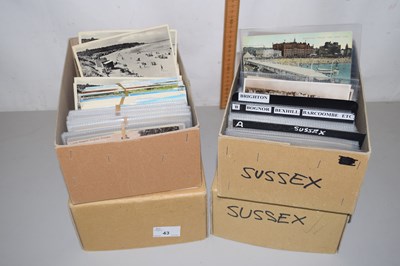 BRIGHTON
B BOGNOR BEXHILL BARCOMBE ETC
A SUSSEX
SUSSEX
SUSSEX
43